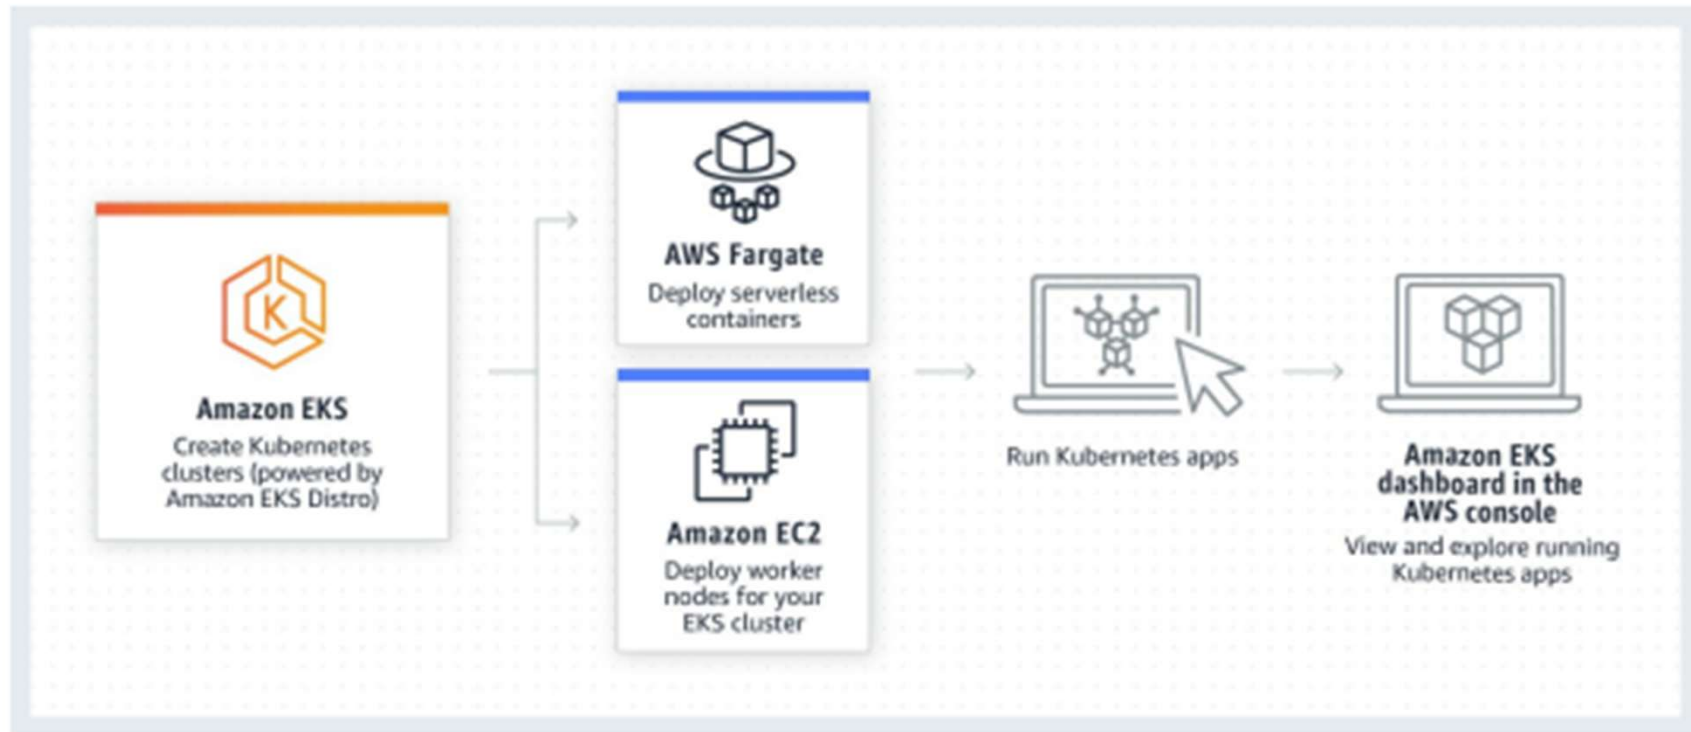 K
Amazon EKS
Create Kubernetes
clusters (powered by
Amazon EKS Distro)
AWS Fargate
Deploy serverless
containers
Amazon EC2
Deploy worker
nodes for your
EKS cluster
Run Kubernetes apps
Amazon EKS
dashboard in the
AWS console
View and explore running
Kubernetes apps